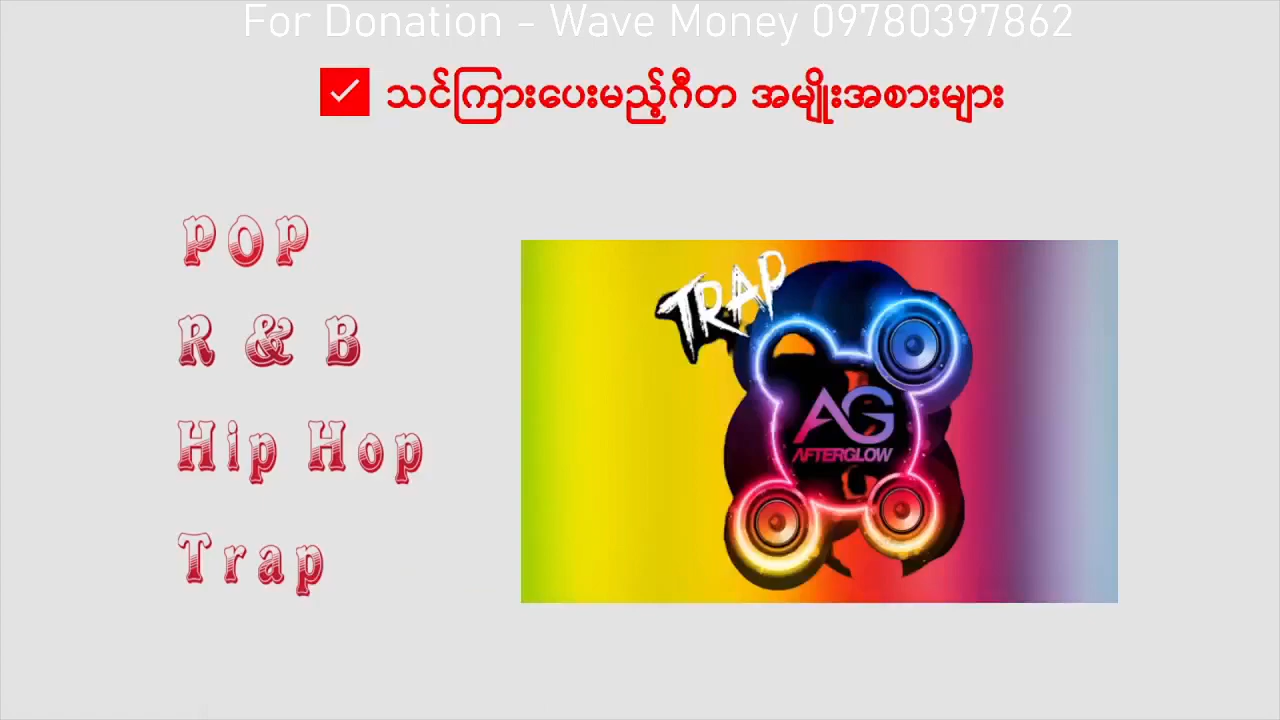 For Donation - Wave Money 09780397862
သင်ကြားပေးမည့်ဂီတ အမျိုးအစားများ
POP
R & B
Hip Hop
Trap
TRAP
AG
AFTERGLOW